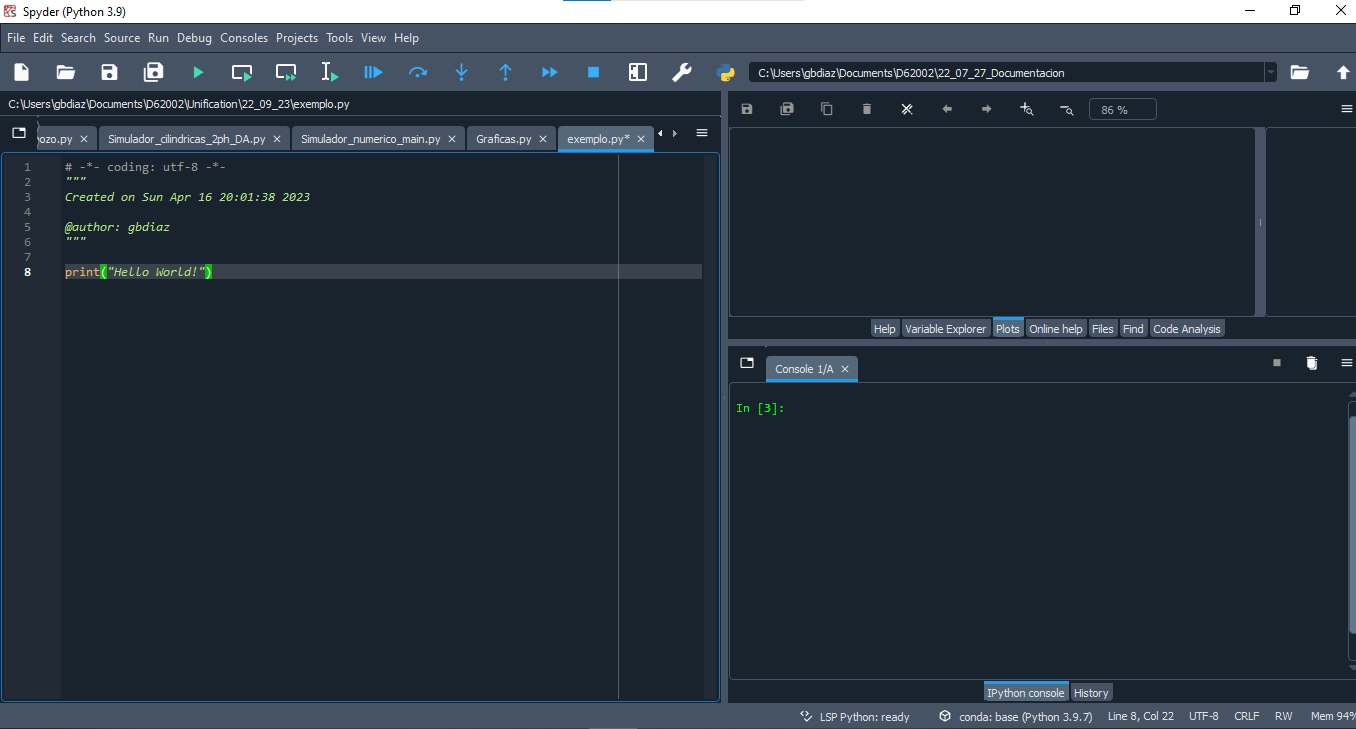 Spyder (Python 3.9)
File Edit Search Source Run Debug Consoles Projects Tools View Help
C:\Users\gbdiaz\Documents\D62002\22_07_27_Documentacion
C:\Users\gbdiaz\Documents\D62002\Unification\22_09_23\exemplo.py
ozo.py Simulador_cilindricas_2ph_DA.py Simulador_numerico_main.py Graficas.py exemplo.py*
1 # -*- coding: utf-8 -*-
2 """
3 Created on Sun Apr 16 20:01:38 2023
4
5 @author: gbdiaz
6 """
7
8 print("Hello World!")
86 %
Help Variable Explorer Plots Online help Files Find Code Analysis
Console 1/A
In [3]:
IPython console History
LSP Python: ready conda: base (Python 3.9.7) Line 8, Col 22 UTF-8 CRLF RW Mem 94%